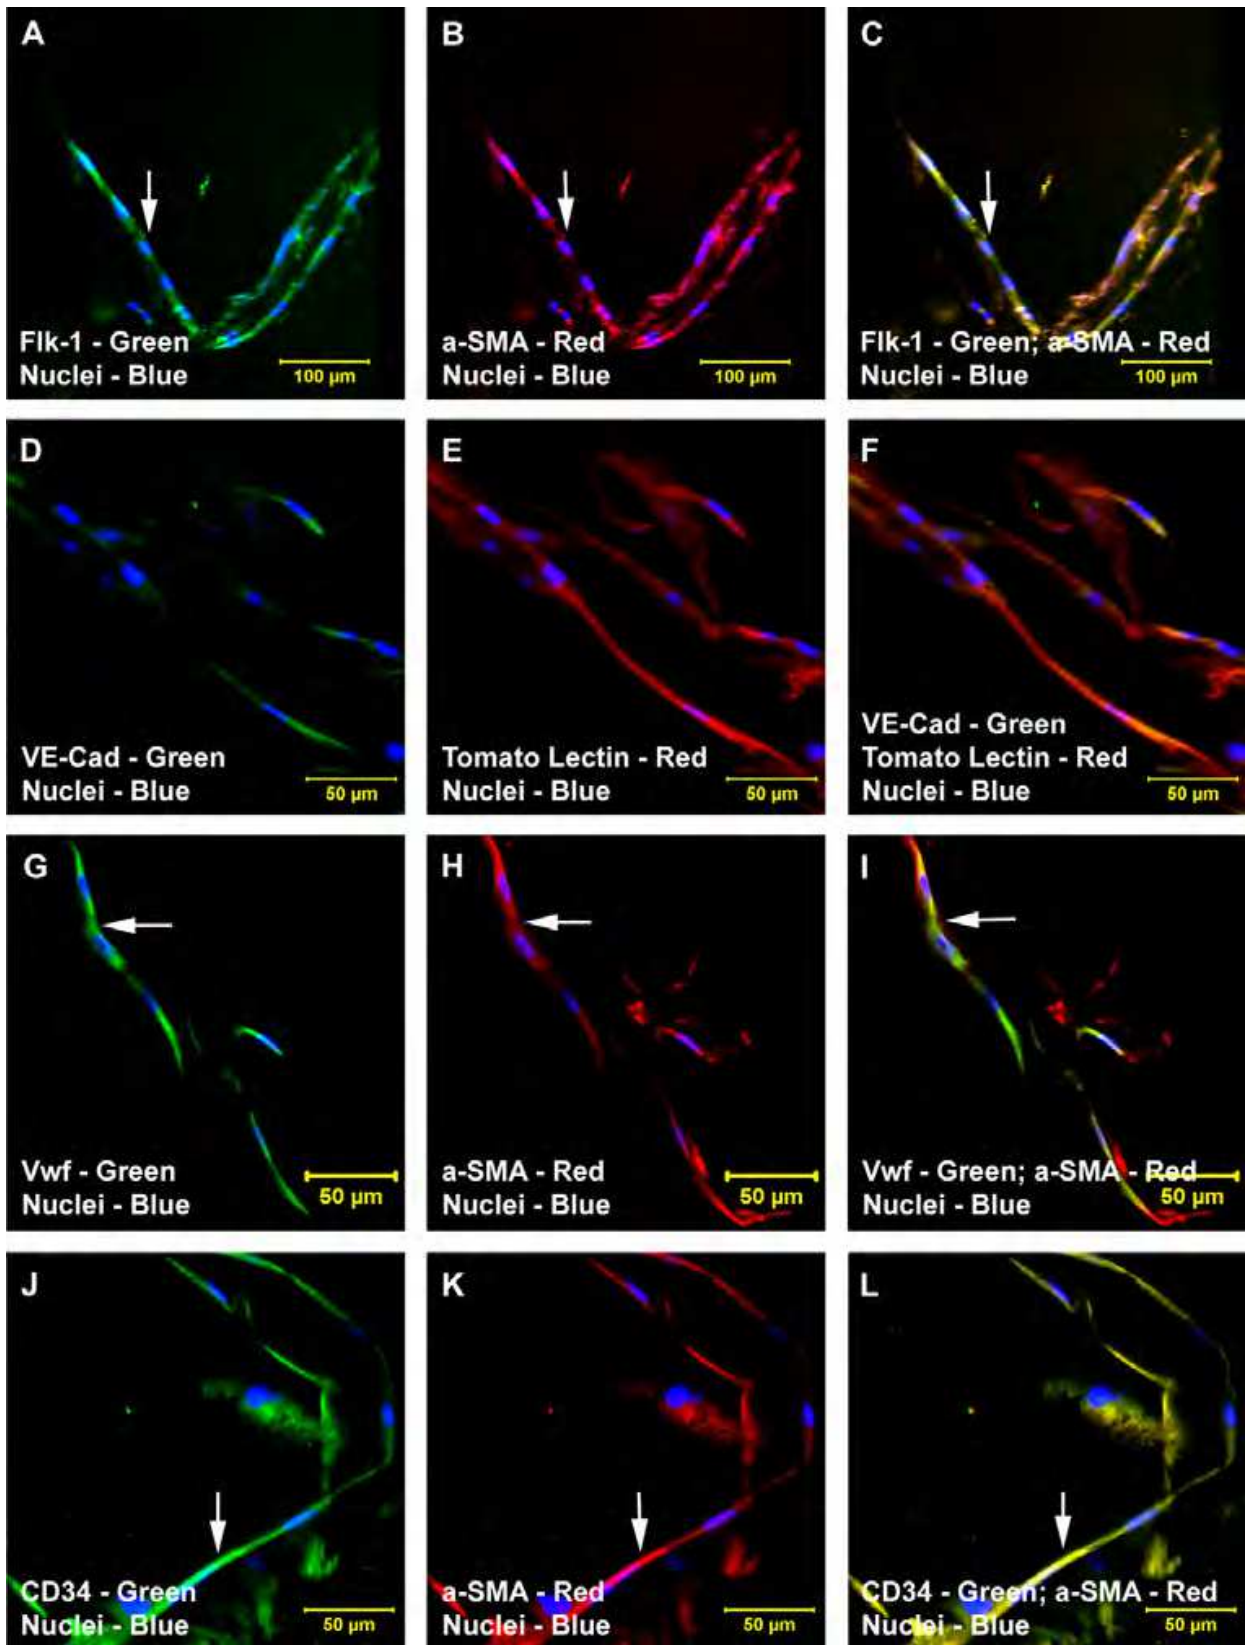 A
Flk-1 - Green
Nuclei - Blue
100 µm
B
a-SMA - Red
Nuclei - Blue
100 µm
C
Flk-1 - Green; a-SMA - Red
Nuclei - Blue
100 µm
D
VE-Cad - Green
Nuclei - Blue
50 µm
E
Tomato Lectin - Red
Nuclei - Blue
50 µm
F
VE-Cad - Green
Tomato Lectin - Red
Nuclei - Blue
50 µm
G
Vwf - Green
Nuclei - Blue
50 µm
H
a-SMA - Red
Nuclei - Blue
50 µm
I
Vwf - Green; a-SMA - Red
Nuclei - Blue
50 µm
J
CD34 - Green
Nuclei - Blue
50 µm
K
a-SMA - Red
Nuclei - Blue
50 µm
L
CD34 - Green; a-SMA - Red
Nuclei - Blue
50 µm